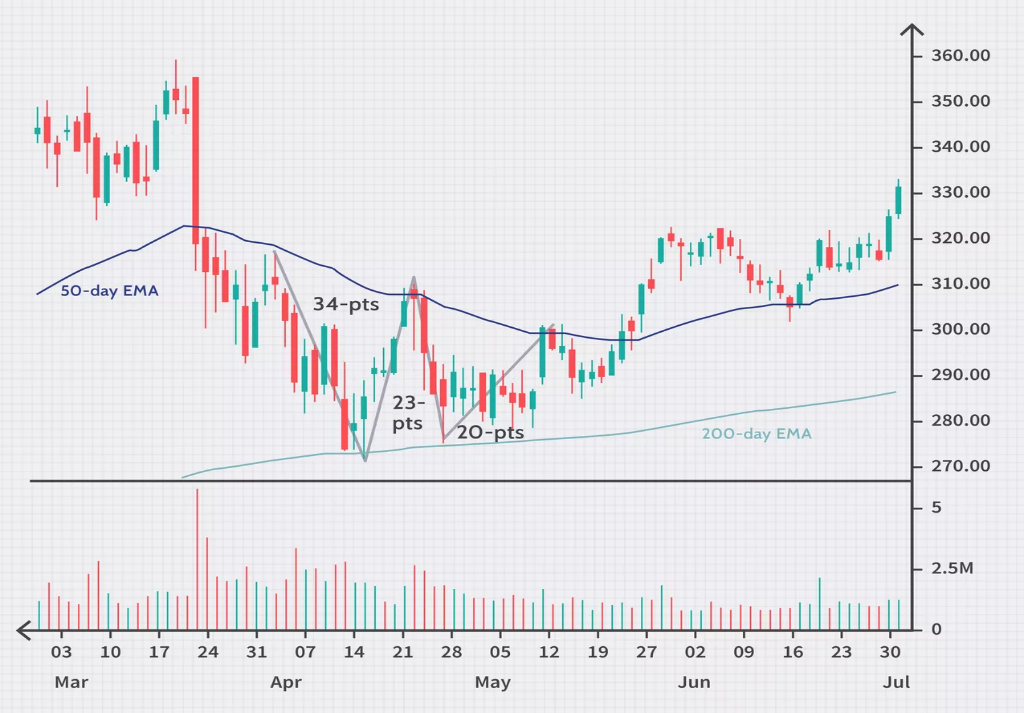 360.00
350.00
340.00
330.00
320.00
310.00
300.00
290.00
280.00
270.00
50-day EMA
34-pts
23-
pts
20-pts
200-day EMA
5
2.5M
0
03 10 17 24 31 07 14 21 28 05 12 19 27 02 09 16 23 30
Mar Apr May Jun Jul